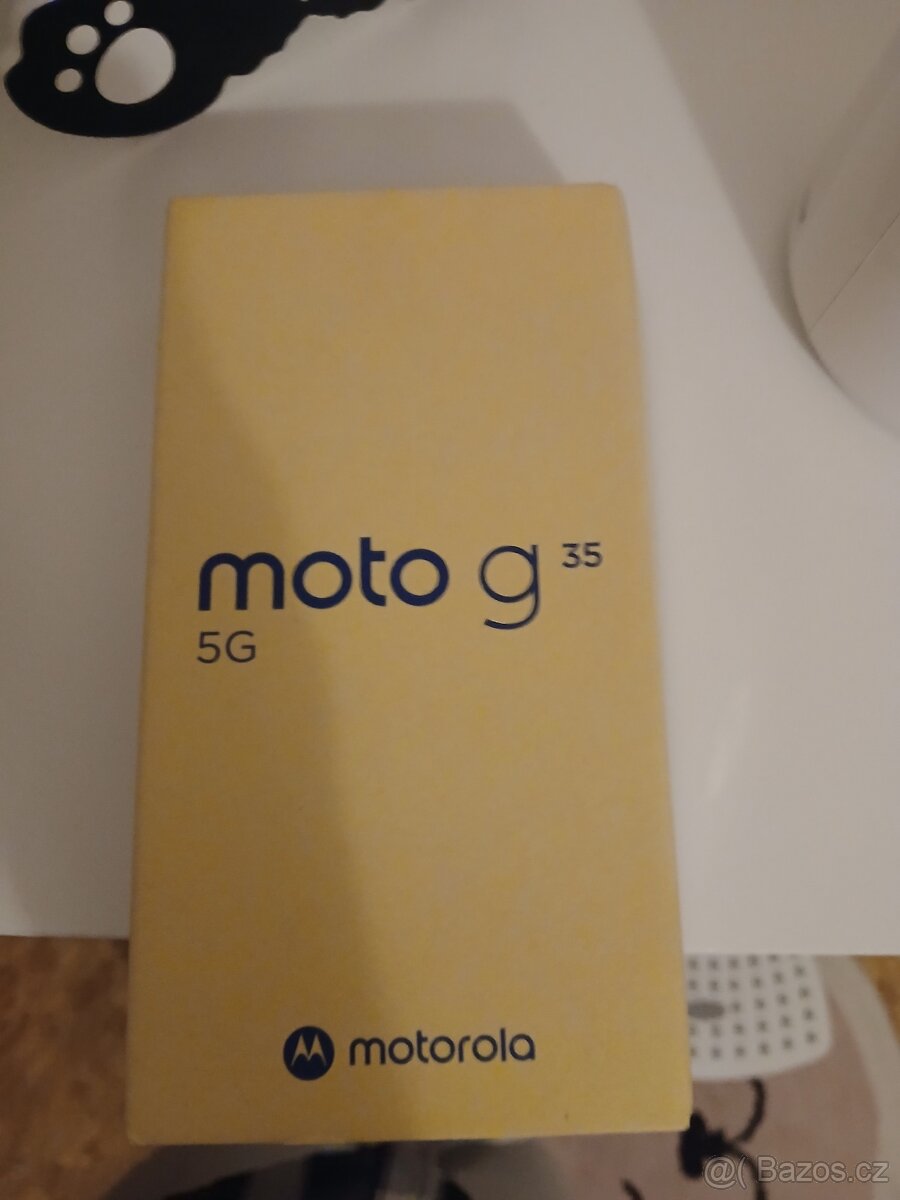 moto g 35
5G
motorola
@( Bazos.cz